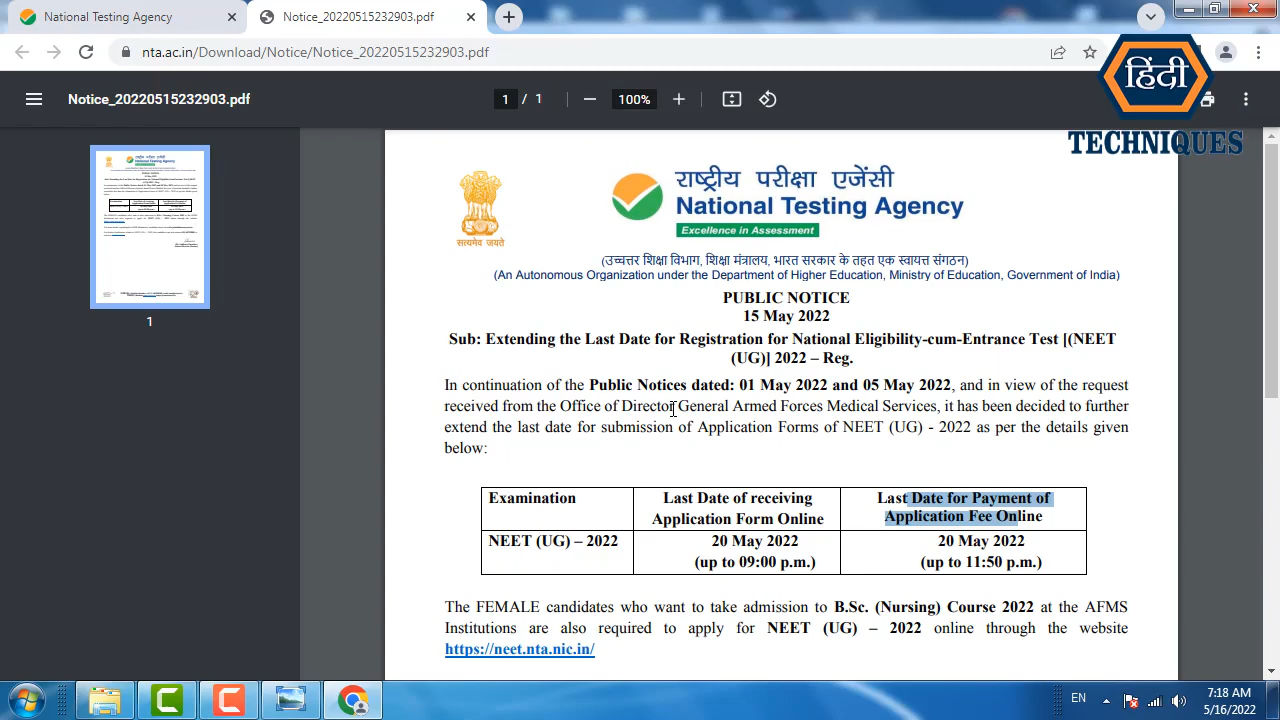 National Testing Agency
Notice_20220515232903.pdf
nta.ac.in/Download/Notice/Notice_20220515232903.pdf
हिंदी
TECHNIQUES
Notice_20220515232903.pdf
1 / 1
100%
1
सत्यमेव जयते
राष्ट्रीय परीक्षा एजेंसी
National Testing Agency
Excellence in Assessment
(उच्चत्तर शिक्षा विभाग, शिक्षा मंत्रालय, भारत सरकार के तहत एक स्वायत्त संगठन)
(An Autonomous Organization under the Department of Higher Education, Ministry of Education, Government of India)
PUBLIC NOTICE
15 May 2022
Sub: Extending the Last Date for Registration for National Eligibility-cum-Entrance Test [(NEET
(UG)] 2022 – Reg.
In continuation of the Public Notices dated: 01 May 2022 and 05 May 2022, and in view of the request
received from the Office of Director General Armed Forces Medical Services, it has been decided to further
extend the last date for submission of Application Forms of NEET (UG) - 2022 as per the details given
below:
Examination
Last Date of receiving
Application Form Online
Last Date for Payment of
Application Fee Online
NEET (UG) – 2022
20 May 2022
(up to 09:00 p.m.)
20 May 2022
(up to 11:50 p.m.)
The FEMALE candidates who want to take admission to B.Sc. (Nursing) Course 2022 at the AFMS
Institutions are also required to apply for NEET (UG) – 2022 online through the website
https://neet.nta.nic.in/
EN
7:18 AM
5/16/2022